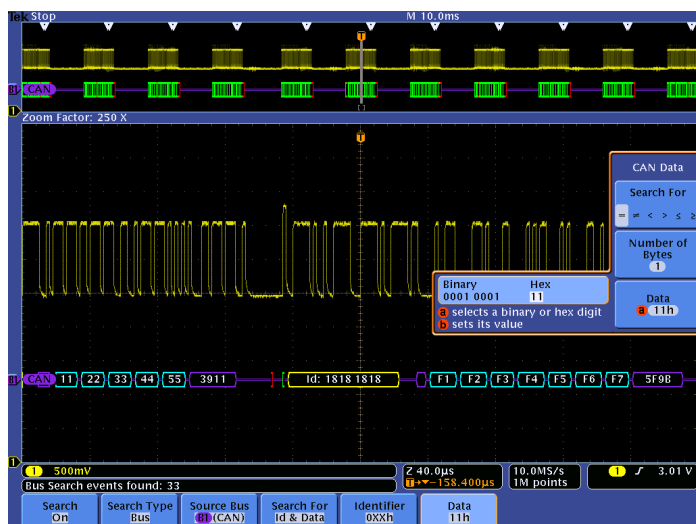 Tek Stop M 10.0ms
T
B1 CAN
1
Zoom Factor: 250 X
T
CAN Data
Search For
= ≠ < > ≤ ≥
Number of
Bytes
1
Data
a 11h
Binary Hex
0001 0001 11
a selects a binary or hex digit
b sets its value
B1 CAN 11 22 33 44 55 3911 Id: 1818 1818 F1 F2 F3 F4 F5 F6 F7 5F9B
1
1 500mV
Z 40.0µs
T→▼−158.400µs
10.0MS/s
1M points
1 ʃ 3.01 V
Bus Search events found: 33
Search
On
Search Type
Bus
Source Bus
B1 (CAN)
Search For
Id & Data
Identifier
0XXh
Data
11h